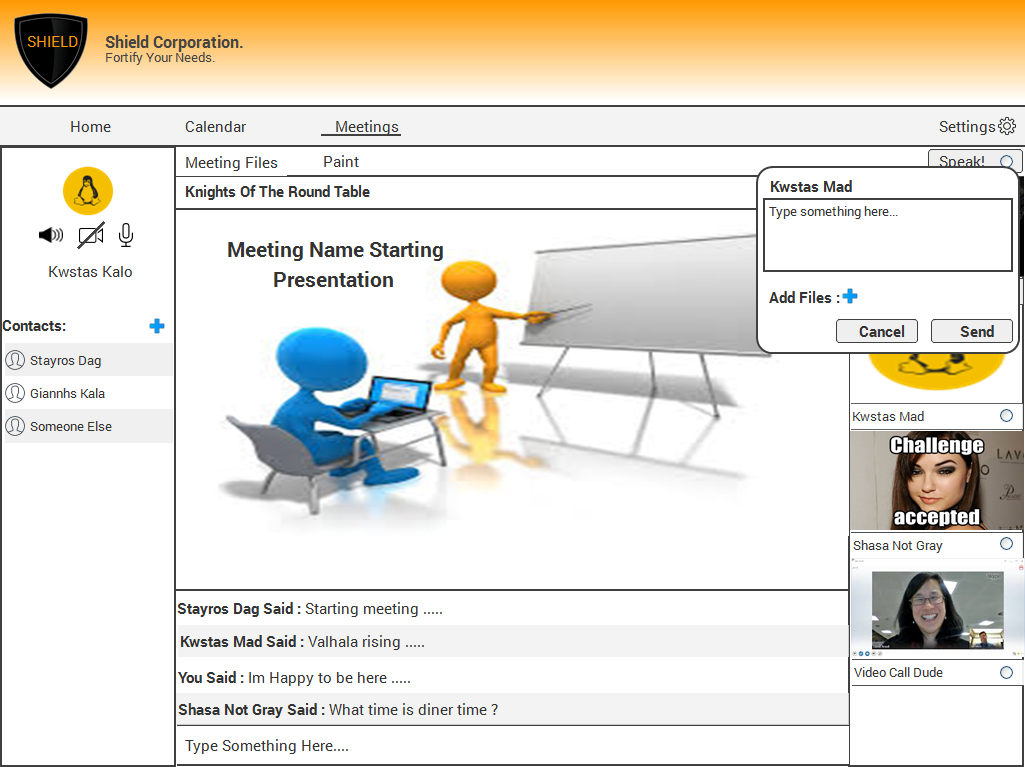 SHIELD
Shield Corporation.
Fortify Your Needs.
Home
Calendar
Meetings
Settings
Meeting Files
Paint
Speak!
Knights Of The Round Table
Kwstas Mad
Type something here...
Add Files :
Cancel
Send
Kwstas Kalo
Contacts:
Stayros Dag
Giannhs Kala
Someone Else
Meeting Name Starting
Presentation
Kwstas Mad
Challenge
accepted
Shasa Not Gray
Video Call Dude
Stayros Dag Said : Starting meeting .....
Kwstas Mad Said : Valhala rising .....
You Said : Im Happy to be here .....
Shasa Not Gray Said : What time is diner time ?
Type Something Here....